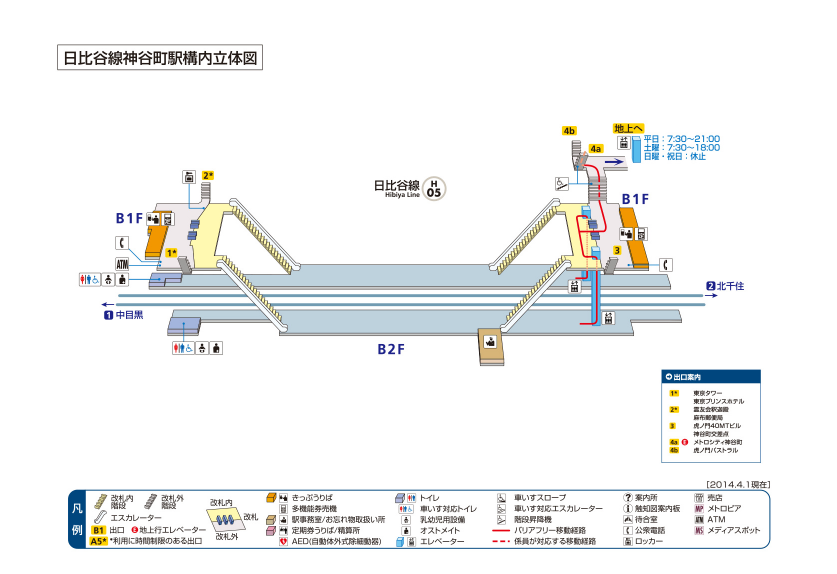 日比谷線神谷町駅構内立体図
4b
地上へ
平日：7:30～21:00
土曜：7:30～18:00
日曜・祝日：休止
4a
2*
日比谷線
Hibiya Line
H
05
B1F
B1F
1*
3
ATM
2 北千住
1 中目黒
B2F
出口案内
1* 東京タワー
東京プリンスホテル
2* 霊友会釈迦殿
麻布郵便局
3 虎ノ門40MTビル
神谷町交差点
4a E メトロシティ神谷町
4b 虎ノ門パストラル
[2014.4.1現在]
凡例
改札内階段
改札外階段
エスカレーター
B1 出口 E 地上行エレベーター
A5* *利用に時間制限のある出口
改札内
改札
改札外
きっぷうりば
多機能券売機
駅事務室/お忘れ物取扱い所
定期券うりば/精算所
AED(自動体外式除細動器)
トイレ
車いす対応トイレ
乳幼児用設備
オストメイト
エレベーター
車いすスロープ
車いす対応エスカレーター
階段昇降機
バリアフリー移動経路
係員が対応する移動経路
? 案内所
触知図案内板
待合室
公衆電話
ロッカー
売店
MP メトロピア
ATM ATM
MS メディアスポット